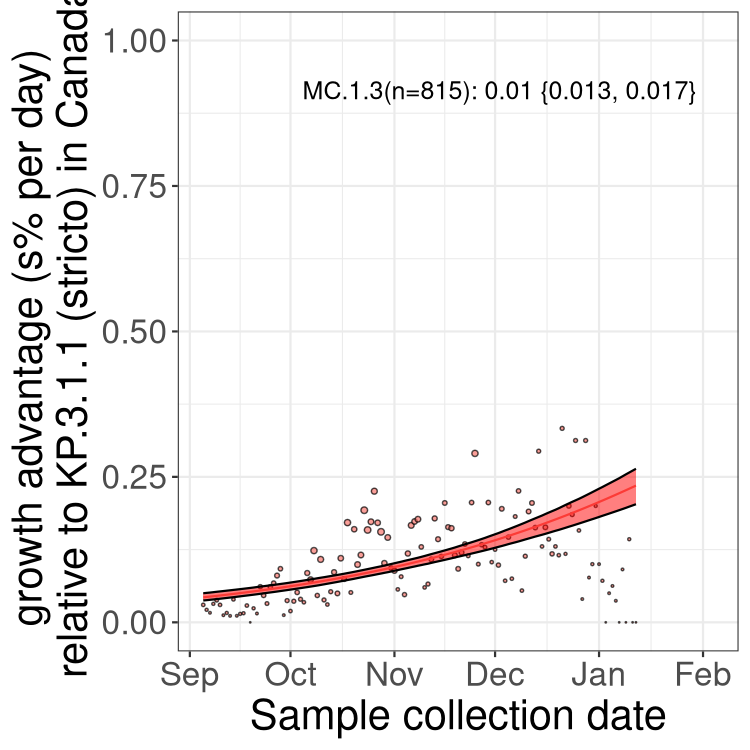 growth advantage (s% per day)
relative to KP.3.1.1 (stricto) in Canada
1.00
MC.1.3(n=815): 0.01 {0.013, 0.017}
0.75
0.50
0.25
0.00
Sep Oct Nov Dec Jan Feb
Sample collection date